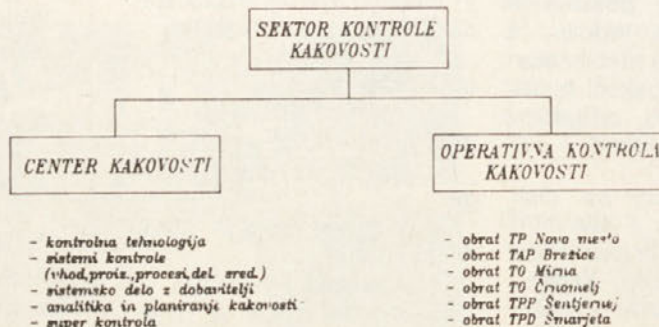 SEKTOR KONTROLE
KAKOVOSTI
CENTER KAKOVOSTI
OPERATIVNA KONTROLA
KAKOVOSTI
- kontrolna tehnologija
- sistemi kontrole
(vhod,proiz.,procesi,del. sred.)
- sistemsko delo z dobavitelji
- analitika in planiranje kakovosti
- super kontrola
- obrat TP Novo mesto
- obrat TAP Brežice
- obrat TO Mirna
- obrat TO Črnomelj
- obrat TPP Šentjernej
- obrat TPD Šmarjeta